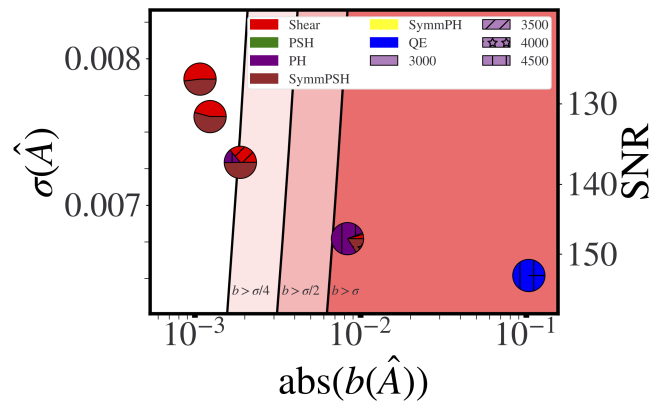 Shear
PSH
PH
SymmPSH
SymmPH
QE
3000
3500
4000
4500
0.008
0.007
σ(Â)
130
140
150
SNR
b > σ/4
b > σ/2
b > σ
10⁻³
10⁻²
10⁻¹
abs(b(Â))